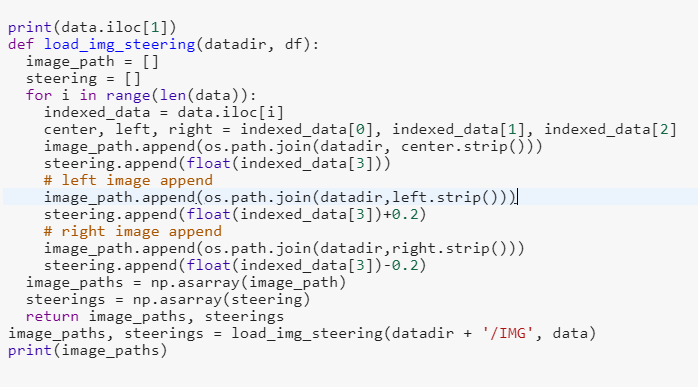 print(data.iloc[1])
def load_img_steering(datadir, df):
  image_path = []
  steering = []
  for i in range(len(data)):
    indexed_data = data.iloc[i]
    center, left, right = indexed_data[0], indexed_data[1], indexed_data[2]
    image_path.append(os.path.join(datadir, center.strip()))
    steering.append(float(indexed_data[3]))
    # left image append
    image_path.append(os.path.join(datadir,left.strip()))
    steering.append(float(indexed_data[3])+0.2)
    # right image append
    image_path.append(os.path.join(datadir,right.strip()))
    steering.append(float(indexed_data[3])-0.2)
  image_paths = np.asarray(image_path)
  steerings = np.asarray(steering)
  return image_paths, steerings
image_paths, steerings = load_img_steering(datadir + '/IMG', data)
print(image_paths)